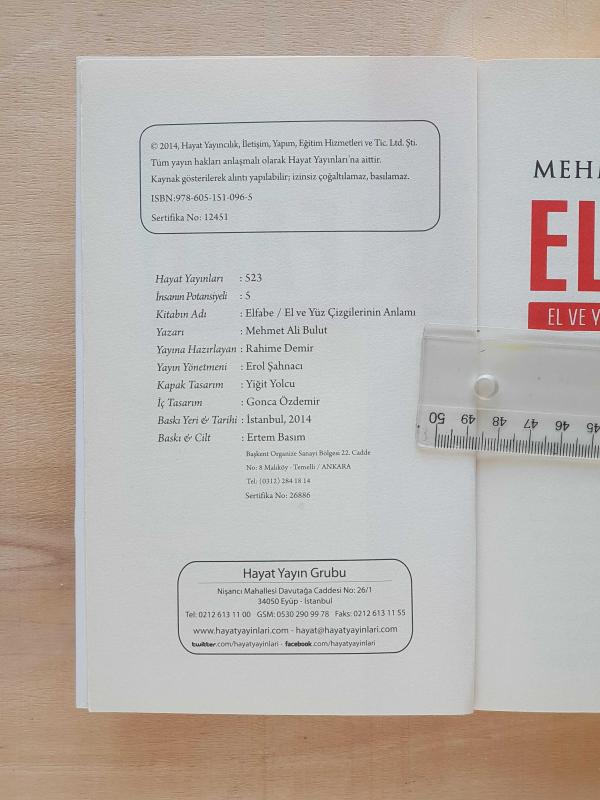 © 2014, Hayat Yayıncılık, İletişim, Yapım, Eğitim Hizmetleri ve Tic. Ltd. Şti.
Tüm yayın hakları anlaşmalı olarak Hayat Yayınları'na aittir.
Kaynak gösterilerek alıntı yapılabilir; izinsiz çoğaltılamaz, basılamaz.
ISBN:978-605-151-096-5
Sertifika No: 12451
Hayat Yayınları : 523
İnsanın Potansiyeli : 5
Kitabın Adı : Elfabe / El ve Yüz Çizgilerinin Anlamı
Yazarı : Mehmet Ali Bulut
Yayına Hazırlayan : Rahime Demir
Yayın Yönetmeni : Erol Şahnacı
Kapak Tasarım : Yiğit Yolcu
İç Tasarım : Gonca Özdemir
Baskı Yeri & Tarihi : İstanbul, 2014
Baskı & Cilt : Ertem Basım
Başkent Organize Sanayi Bölgesi 22. Cadde
No: 8 Malıköy - Temelli / ANKARA
Tel: (0312) 284 18 14
Sertifika No: 26886
Hayat Yayın Grubu
Nişancı Mahallesi Davutağa Caddesi No: 26/1
34050 Eyüp - İstanbul
Tel: 0212 613 11 00 GSM: 0530 290 99 78 Faks: 0212 613 11 55
www.hayatyayinlari.com - hayat@hayatyayinlari.com
twitter.com/hayatyayinlari - facebook.com/hayatyayinlari
MEHM
EL
EL VE Y
50 49 48 47 46 45